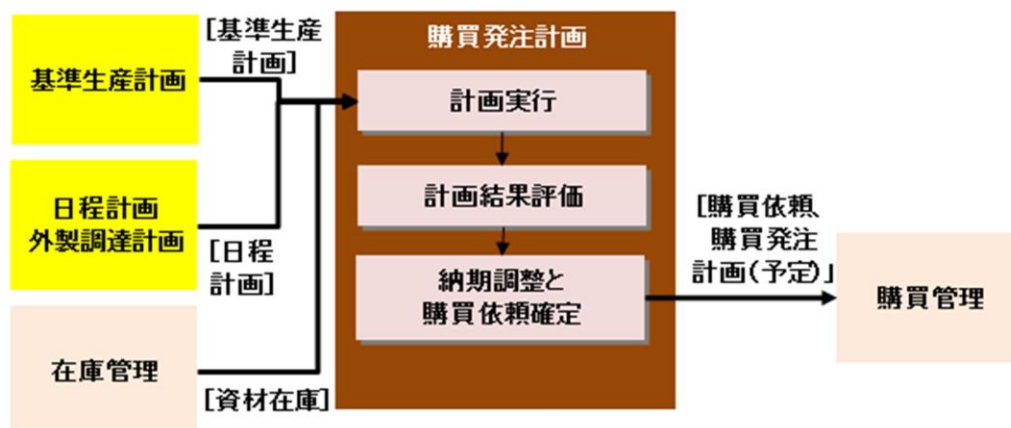 基準生産計画
[基準生産
計画]
日程計画
外製調達計画
[日程
計画]
在庫管理
[資材在庫]
購買発注計画
計画実行
計画結果評価
納期調整と
購買依頼確定
[購買依頼、
購買発注
計画(予定)」
購買管理